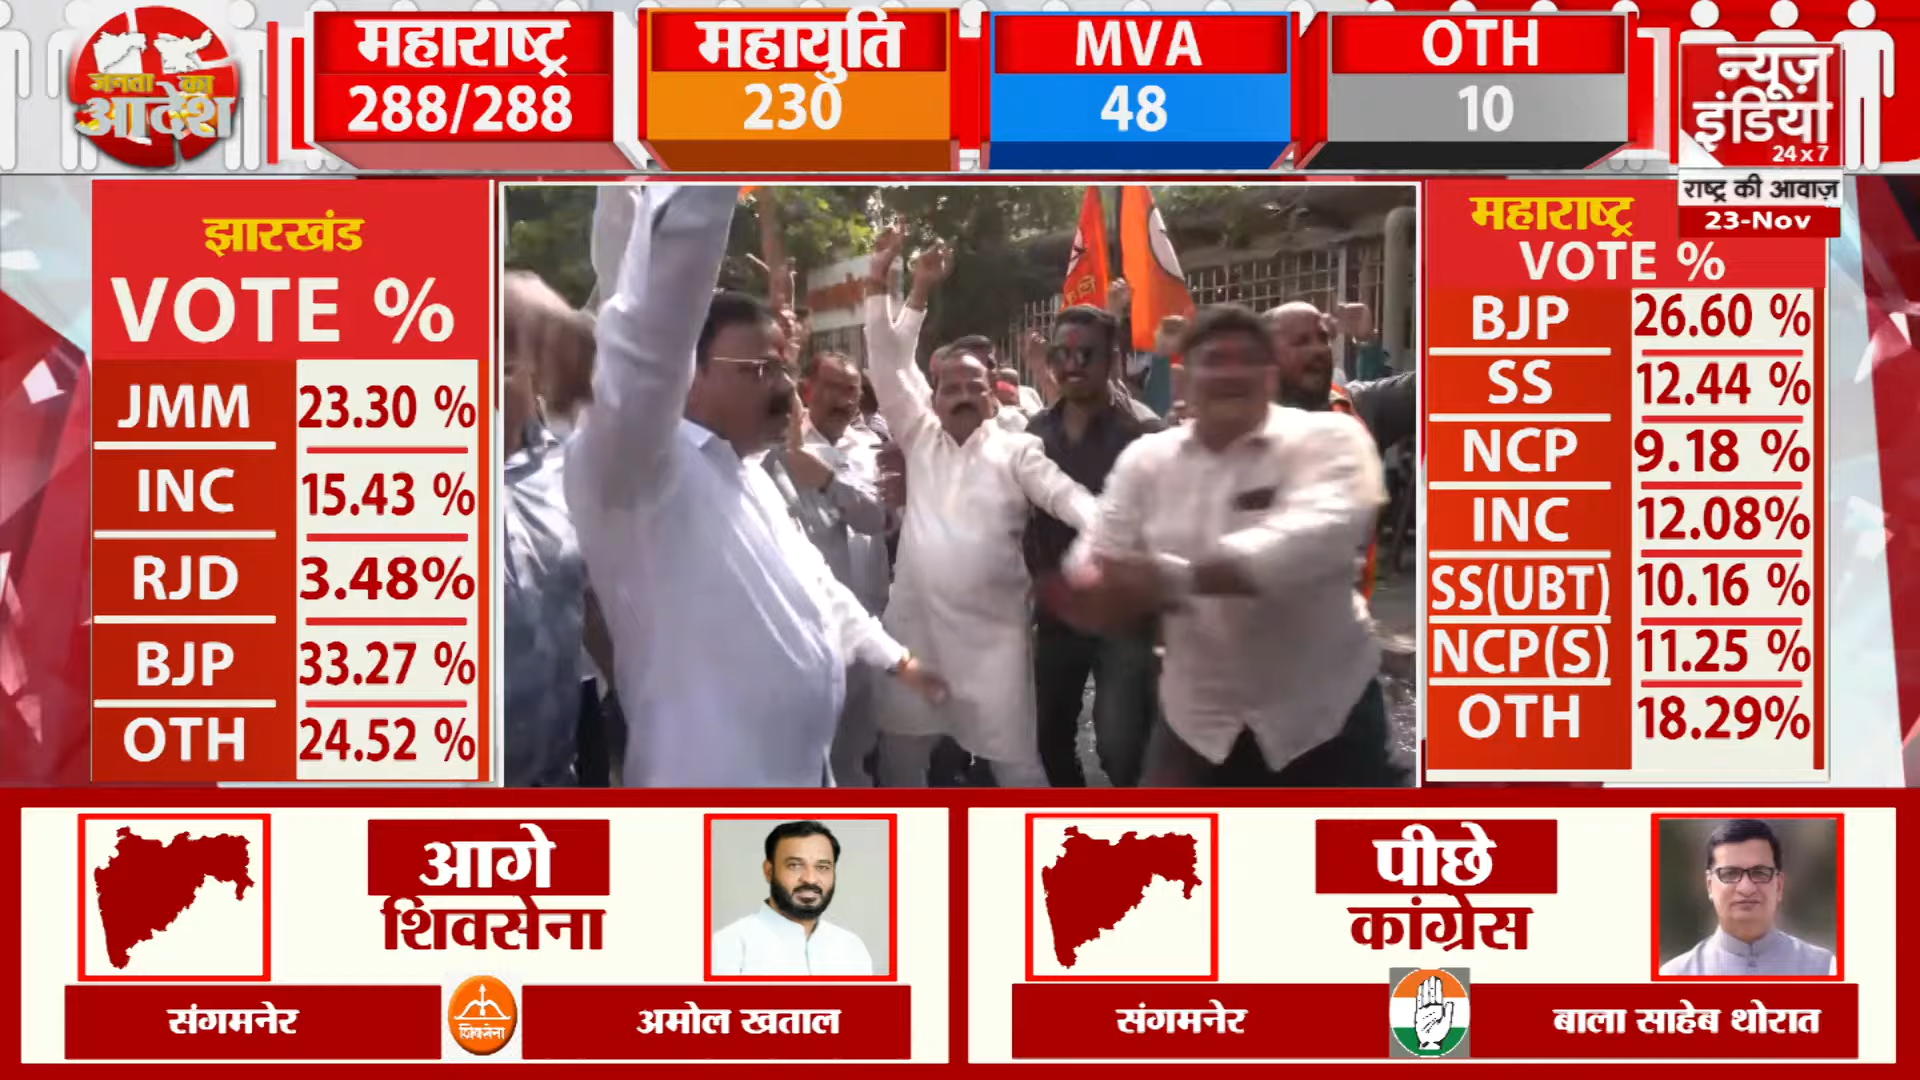 जनता का
आदेश
महाराष्ट्र
288/288
महायुति
230
MVA
48
OTH
10
न्यूज़
इंडिया
24x7
राष्ट्र की आवाज़
23-Nov
झारखंड
VOTE %
JMM 23.30 %
INC 15.43 %
RJD 3.48%
BJP 33.27 %
OTH 24.52 %
महाराष्ट्र
VOTE %
BJP 26.60 %
SS 12.44 %
NCP 9.18 %
INC 12.08%
SS(UBT) 10.16 %
NCP(S) 11.25 %
OTH 18.29%
आगे
शिवसेना
संगमनेर
शिवसेना
अमोल खताल
पीछे
कांग्रेस
संगमनेर
बाला साहेब थोरात